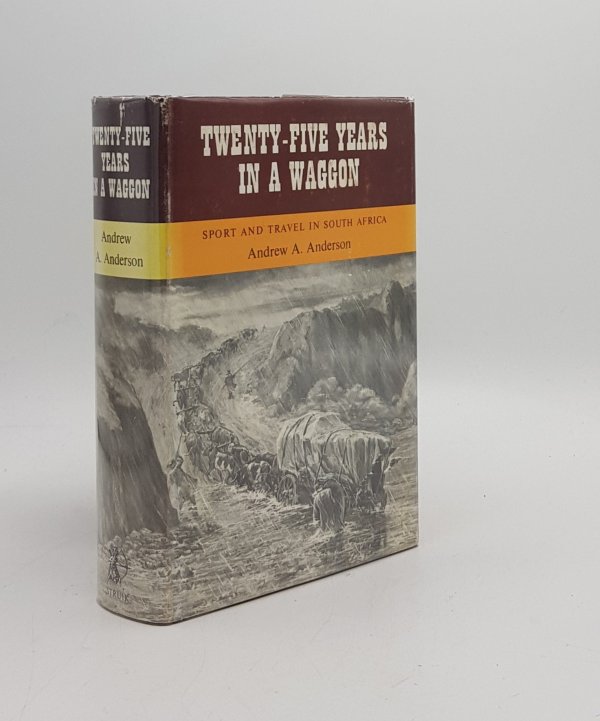 TWENTY-FIVE
YEARS
IN A WAGGON
Andrew
A. Anderson
STRUIK
TWENTY-FIVE YEARS
IN A WAGGON
SPORT AND TRAVEL IN SOUTH AFRICA
Andrew A. Anderson